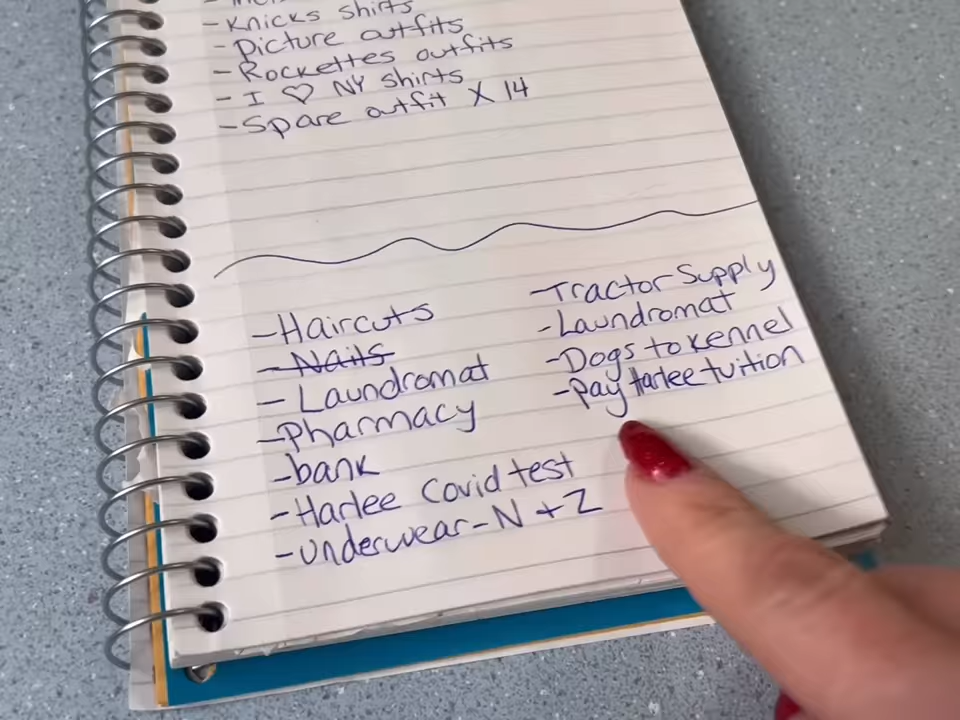 - Knicks shirts
- Picture outfits
- Rockettes outfits
- I ♡ NY shirts
- Spare outfit X 14
- Haircuts
- Nails
- Laundromat
- Pharmacy
- bank
- Harlee Covid test
- Underwear - N + Z
- Tractor Supply
- Laundromat
- Dogs to kennel
- Pay Harlee tuition